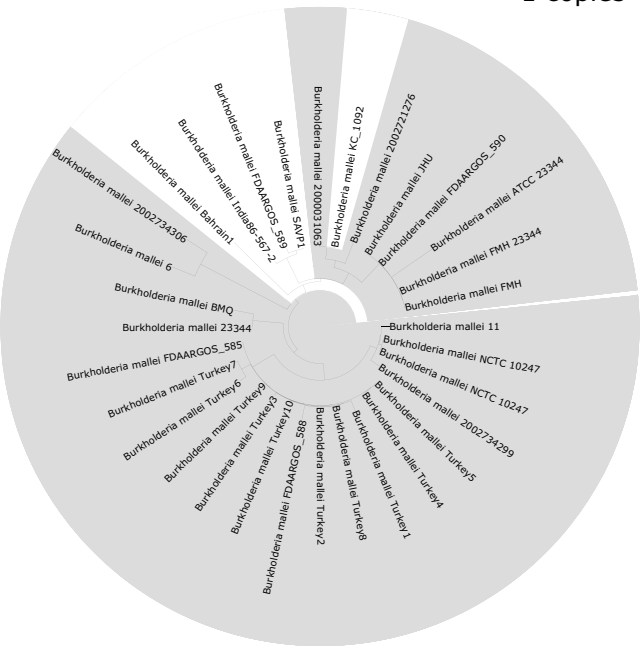 Burkholderia mallei 2000031063
Burkholderia mallei KC_1092
Burkholderia mallei 2002721276
Burkholderia mallei JHU
Burkholderia mallei FDAARGOS_590
Burkholderia mallei ATCC 23344
Burkholderia mallei FMH 23344
Burkholderia mallei FMH
Burkholderia mallei 11
Burkholderia mallei NCTC 10247
Burkholderia mallei NCTC 10247
Burkholderia mallei 2002734299
Burkholderia mallei Turkey5
Burkholderia mallei Turkey4
Burkholderia mallei Turkey1
Burkholderia mallei Turkey8
Burkholderia mallei Turkey2
Burkholderia mallei FDAARGOS_588
Burkholderia mallei Turkey10
Burkholderia mallei Turkey3
Burkholderia mallei Turkey9
Burkholderia mallei Turkey6
Burkholderia mallei Turkey7
Burkholderia mallei FDAARGOS_585
Burkholderia mallei 23344
Burkholderia mallei BMQ
Burkholderia mallei 6
Burkholderia mallei 2002734306
Burkholderia mallei Bahrain1
Burkholderia mallei India86-567-2
Burkholderia mallei FDAARGOS_589
Burkholderia mallei SAVP1